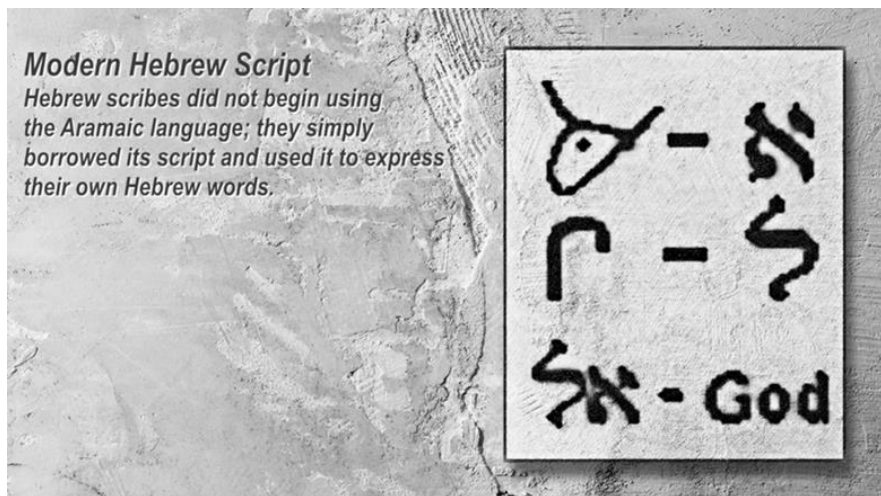 Modern Hebrew Script
Hebrew scribes did not begin using
the Aramaic language; they simply
borrowed its script and used it to express
their own Hebrew words.
- א
- ל
אל - God